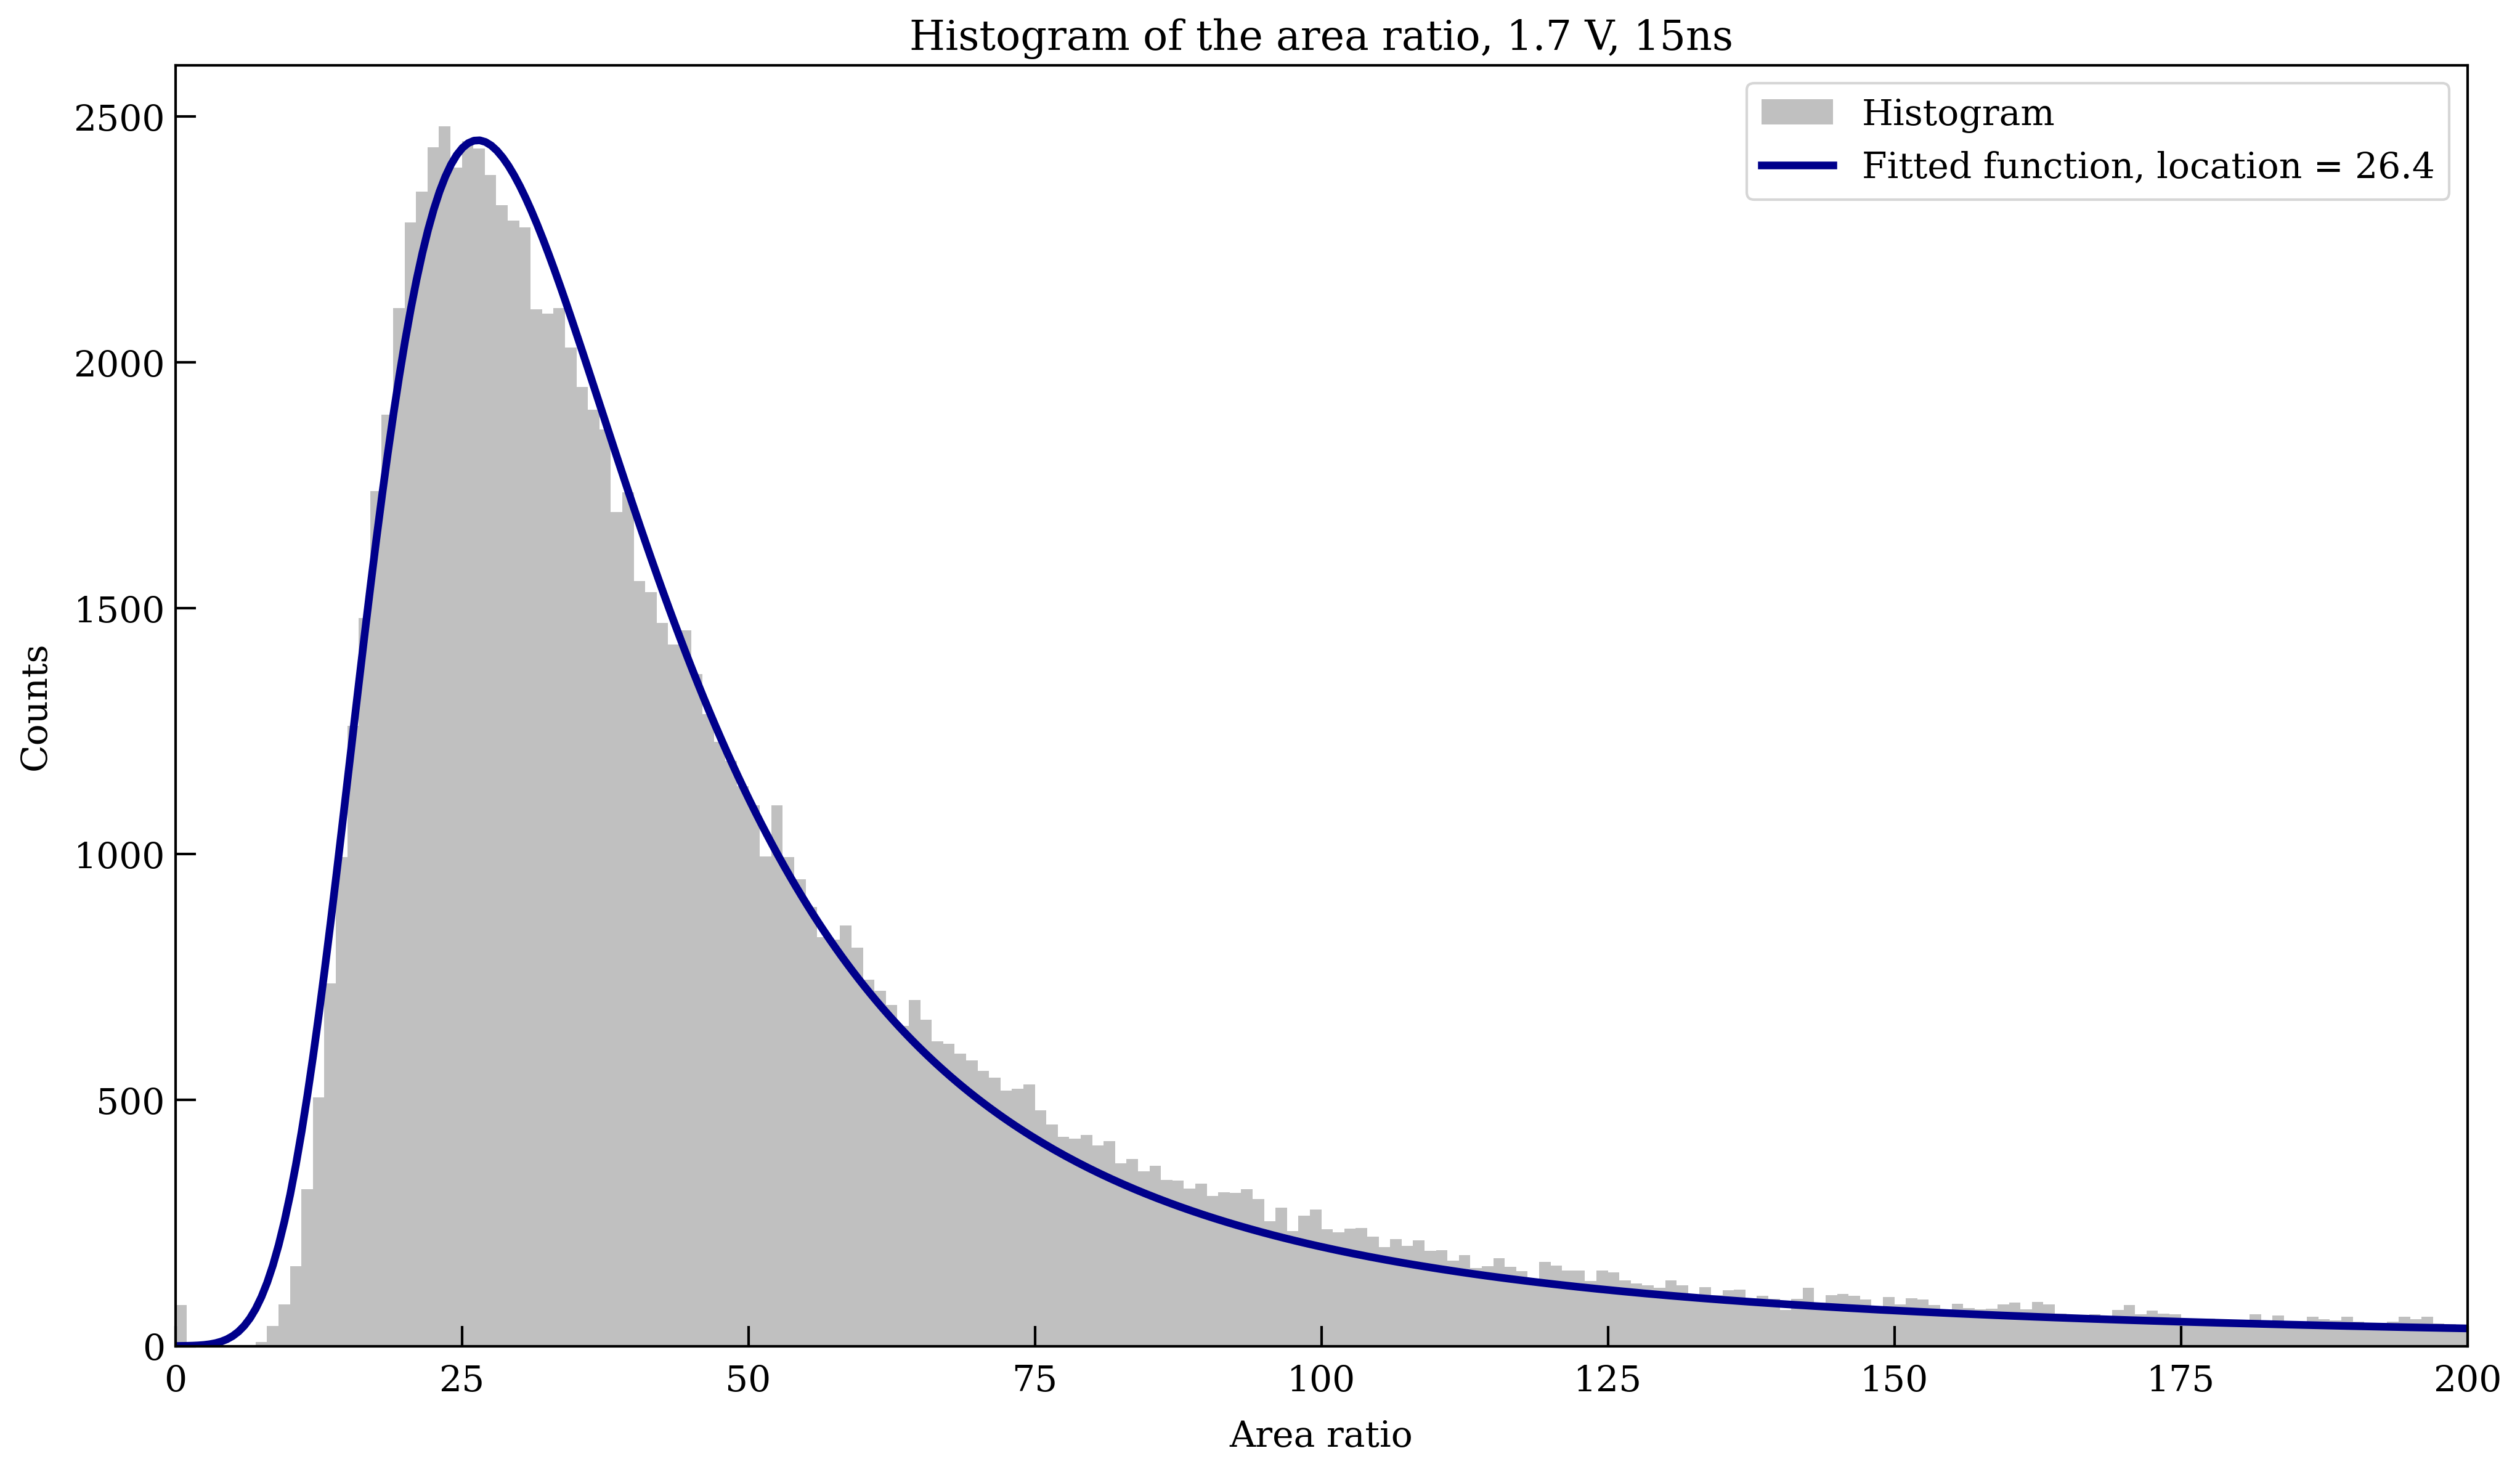 Histogram of the area ratio, 1.7 V, 15ns
Histogram
Fitted function, location = 26.4
2500
2000
1500
1000
500
0
Counts
0 25 50 75 100 125 150 175 200
Area ratio